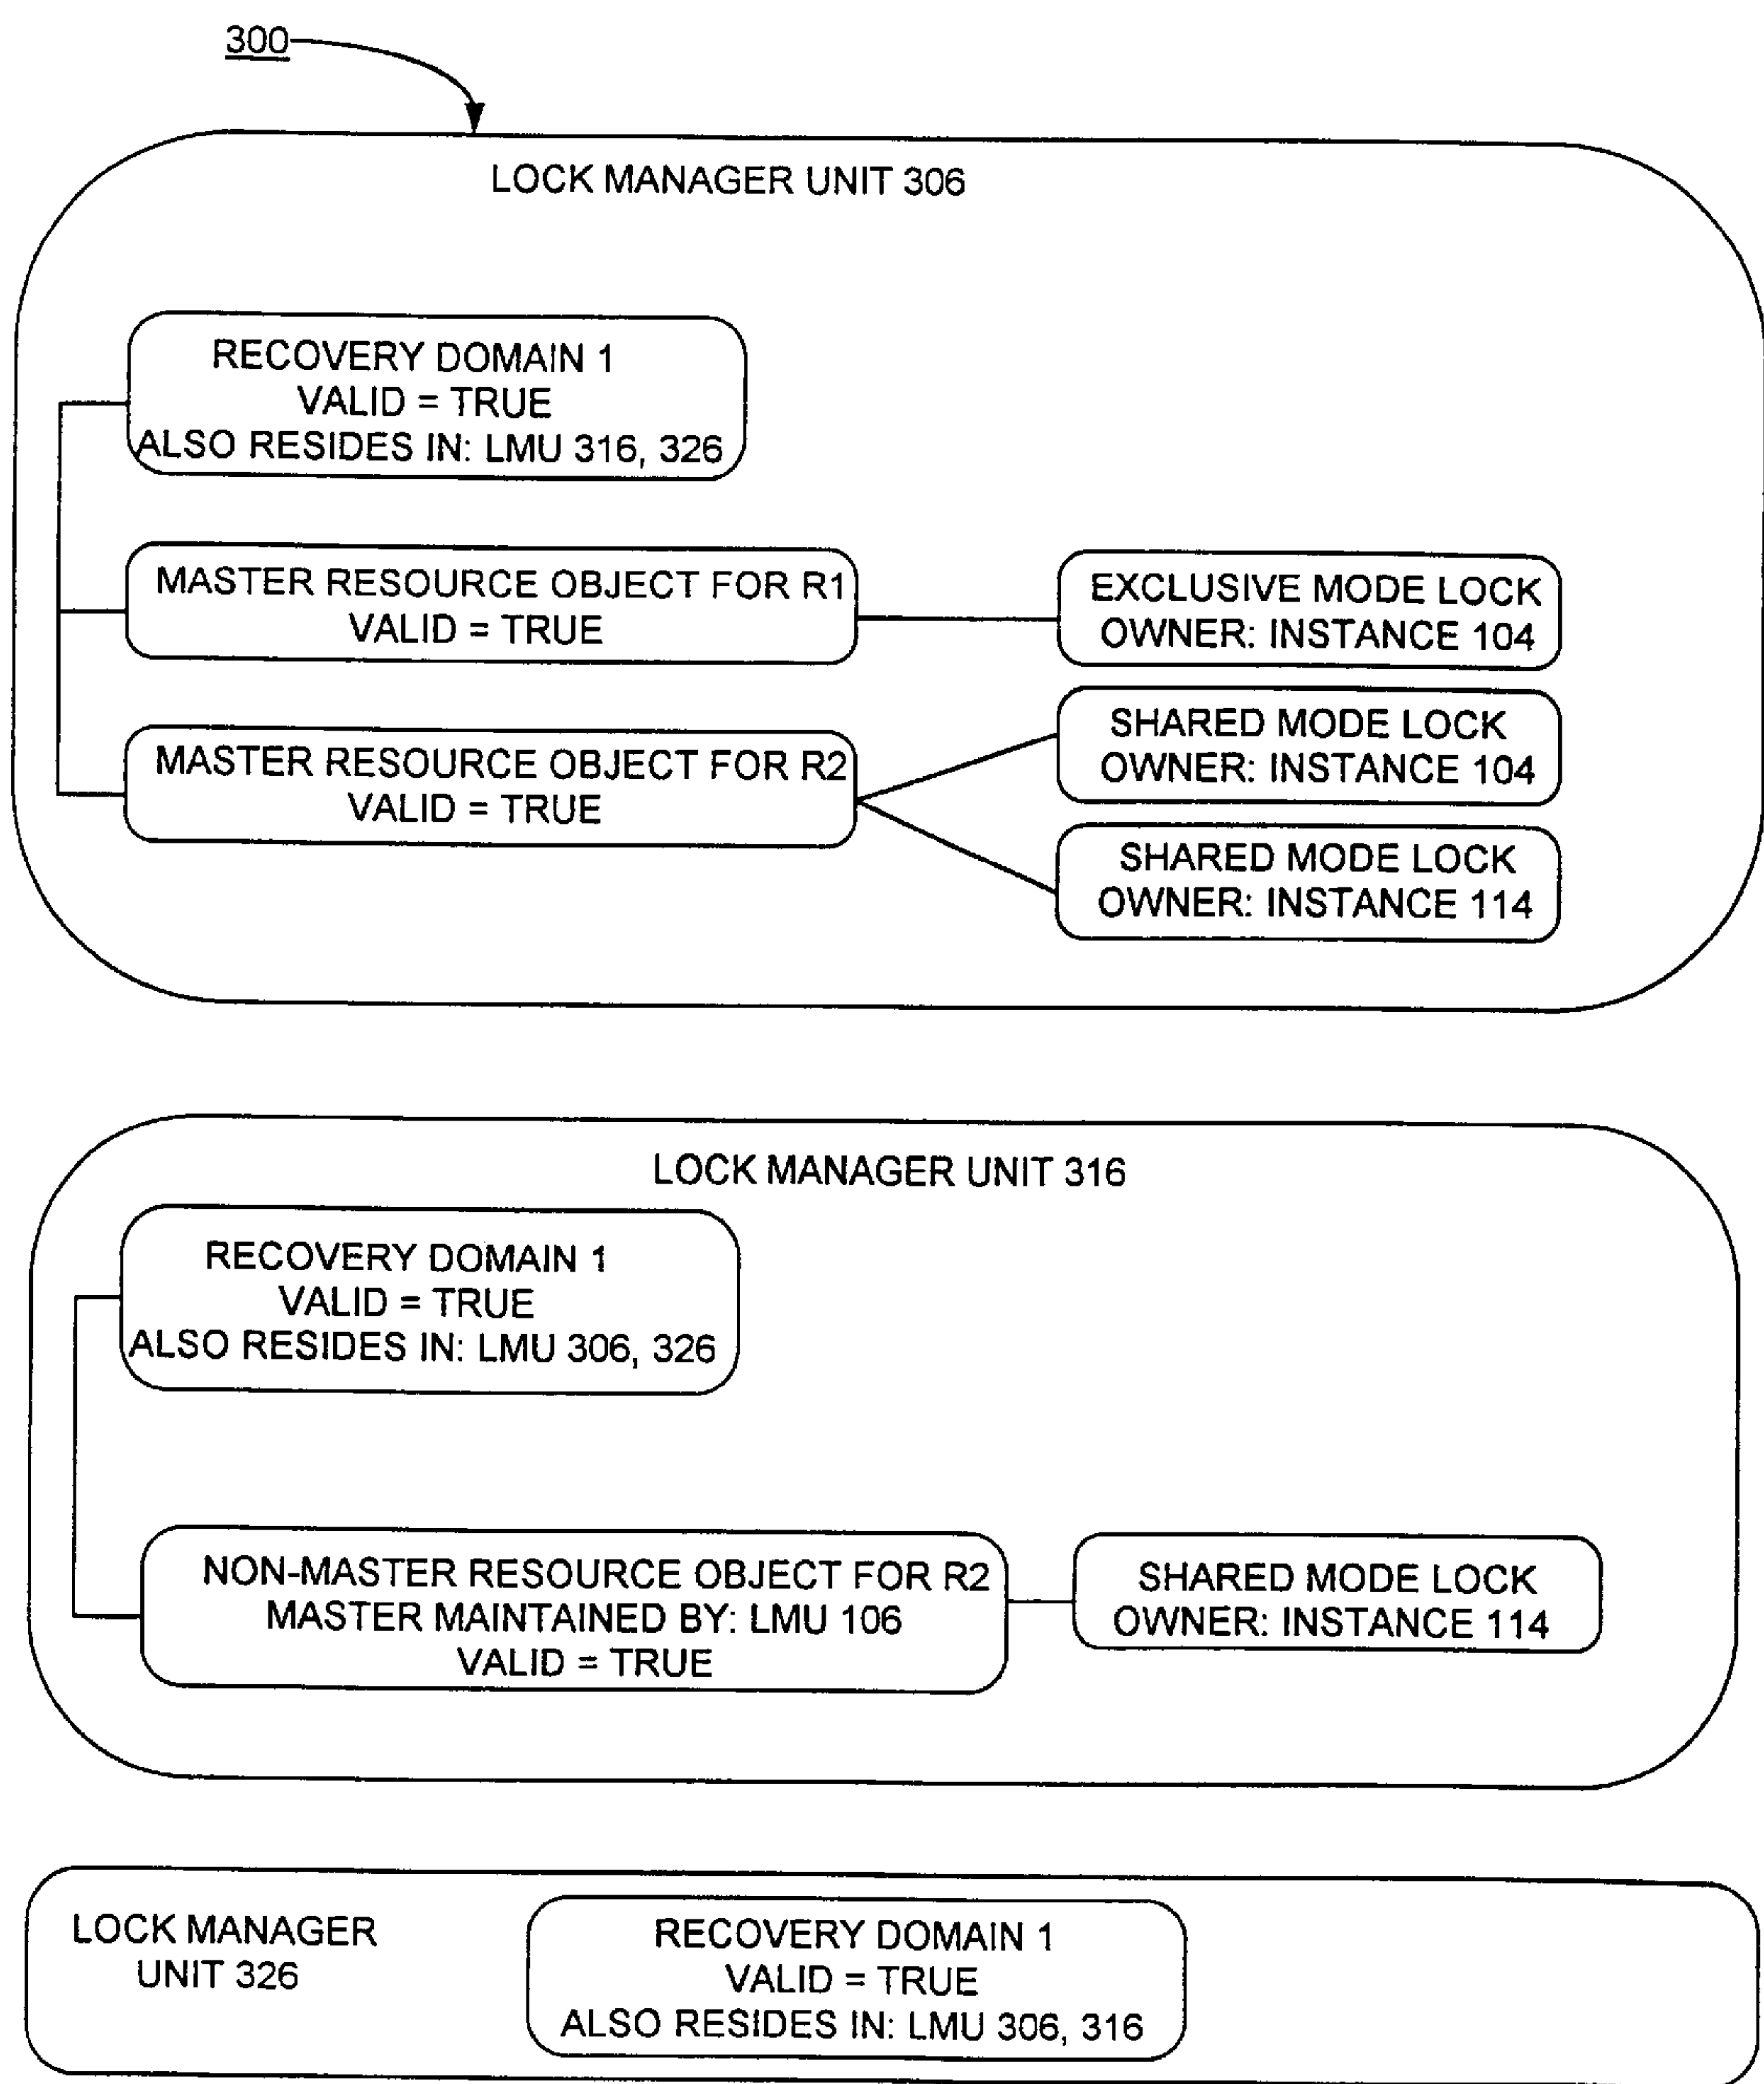 300
LOCK MANAGER UNIT 306
RECOVERY DOMAIN 1
VALID = TRUE
ALSO RESIDES IN: LMU 316, 326
MASTER RESOURCE OBJECT FOR R1
VALID = TRUE
EXCLUSIVE MODE LOCK
OWNER: INSTANCE 104
MASTER RESOURCE OBJECT FOR R2
VALID = TRUE
SHARED MODE LOCK
OWNER: INSTANCE 104
SHARED MODE LOCK
OWNER: INSTANCE 114
LOCK MANAGER UNIT 316
RECOVERY DOMAIN 1
VALID = TRUE
ALSO RESIDES IN: LMU 306, 326
NON-MASTER RESOURCE OBJECT FOR R2
MASTER MAINTAINED BY: LMU 106
VALID = TRUE
SHARED MODE LOCK
OWNER: INSTANCE 114
LOCK MANAGER
UNIT 326
RECOVERY DOMAIN 1
VALID = TRUE
ALSO RESIDES IN: LMU 306, 316